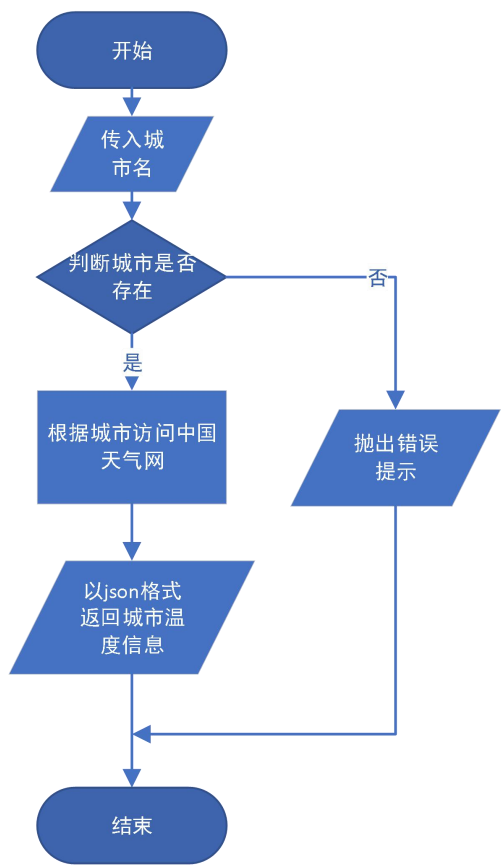 开始
传入城
市名
判断城市是否
存在
否
是
根据城市访问中国
天气网
抛出错误
提示
以json格式
返回城市温
度信息
结束